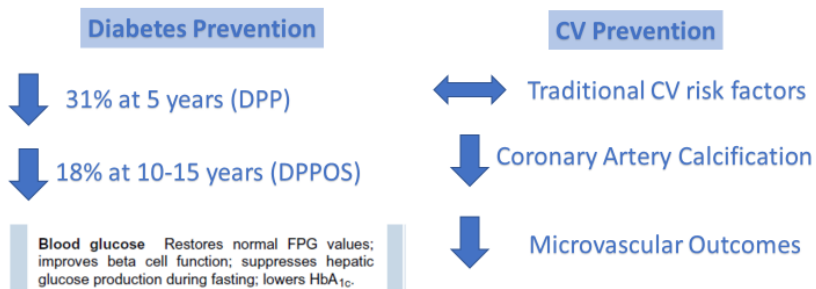 Diabetes Prevention
31% at 5 years (DPP)
18% at 10-15 years (DPPOS)
Blood glucose Restores normal FPG values;
improves beta cell function; suppresses hepatic
glucose production during fasting; lowers HbA1c.
CV Prevention
Traditional CV risk factors
Coronary Artery Calcification
Microvascular Outcomes